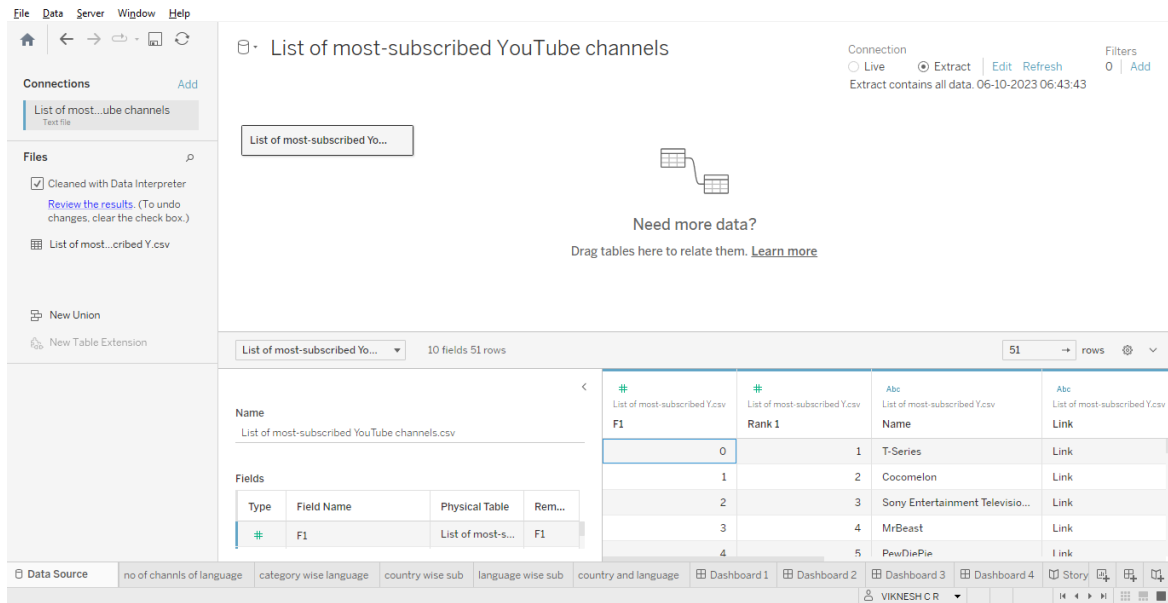 File Data Server Window Help
List of most-subscribed YouTube channels
Connection
Live Extract Edit Refresh
Extract contains all data. 06-10-2023 06:43:43
Filters
0 Add
Connections Add
List of most...ube channels
Text file
Files
Cleaned with Data Interpreter
Review the results. (To undo
changes, clear the check box.)
List of most...cribed Y.csv
New Union
New Table Extension
List of most-subscribed Yo...
Need more data?
Drag tables here to relate them. Learn more
List of most-subscribed Yo... 10 fields 51 rows 51 → rows
Name
List of most-subscribed YouTube channels.csv
Fields
Type Field Name Physical Table Rem...
# F1 List of most-s... F1
# # Abc Abc
List of most-subscribed Y.csv List of most-subscribed Y.csv List of most-subscribed Y.csv List of most-subscribed Y.csv
F1 Rank 1 Name Link
0 1 T-Series Link
1 2 Cocomelon Link
2 3 Sony Entertainment Televisio... Link
3 4 MrBeast Link
4 5 PewDiePie Link
Data Source no of channls of language category wise language country wise sub language wise sub country and language Dashboard 1 Dashboard 2 Dashboard 3 Dashboard 4 Story
VIKNESH C R